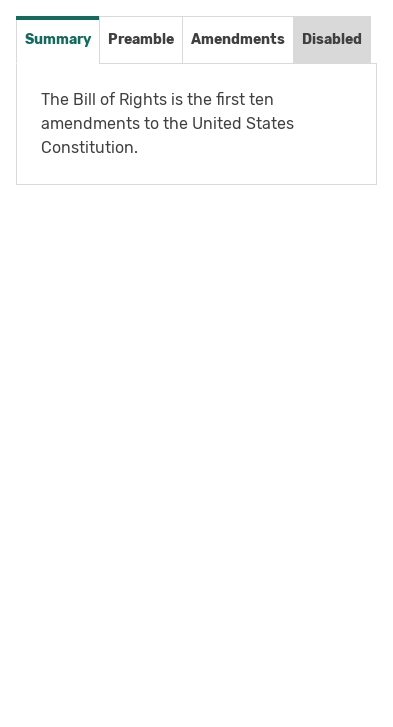 Summary Preamble Amendments Disabled
The Bill of Rights is the first ten
amendments to the United States
Constitution.